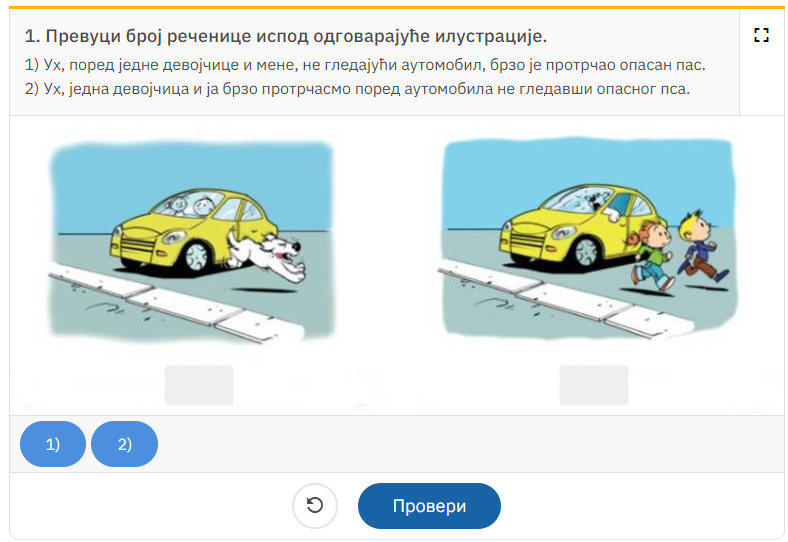 1. Превуци број реченице испод одговарајуће илустрације.
1) Ух, поред једне девојчице и мене, не гледајући аутомобил, брзо је протрчао опасан пас.
2) Ух, једна девојчица и ја брзо протрчасмо поред аутомобила не гледавши опасног пса.
1) 2)
Провери